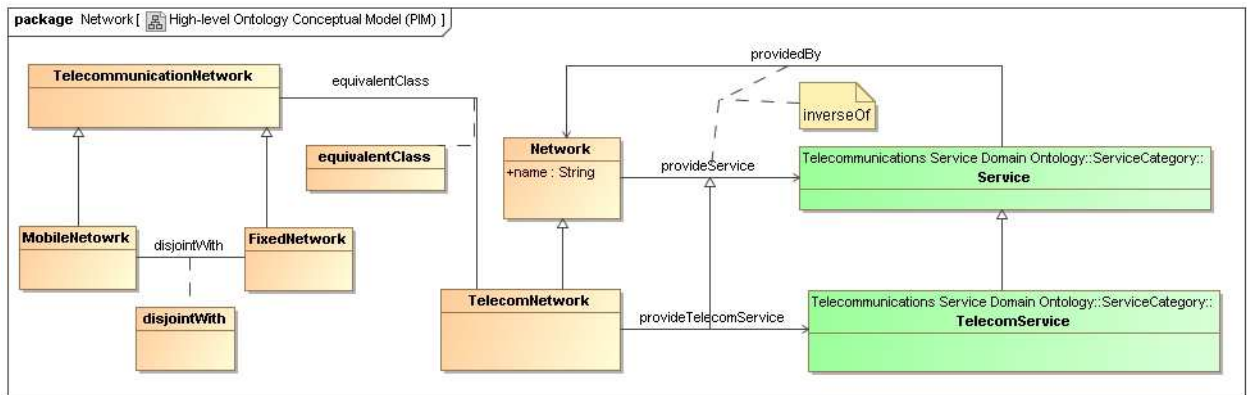 package Network[ High-level Ontology Conceptual Model (PIM) ]
TelecommunicationNetwork
equivalentClass
equivalentClass
MobileNetowrk
disjointWith
FixedNetwork
disjointWith
providedBy
inverseOf
Network
+name : String
provideService
Telecommunications Service Domain Ontology::ServiceCategory::
Service
TelecomNetwork
provideTelecomService
Telecommunications Service Domain Ontology::ServiceCategory::
TelecomService